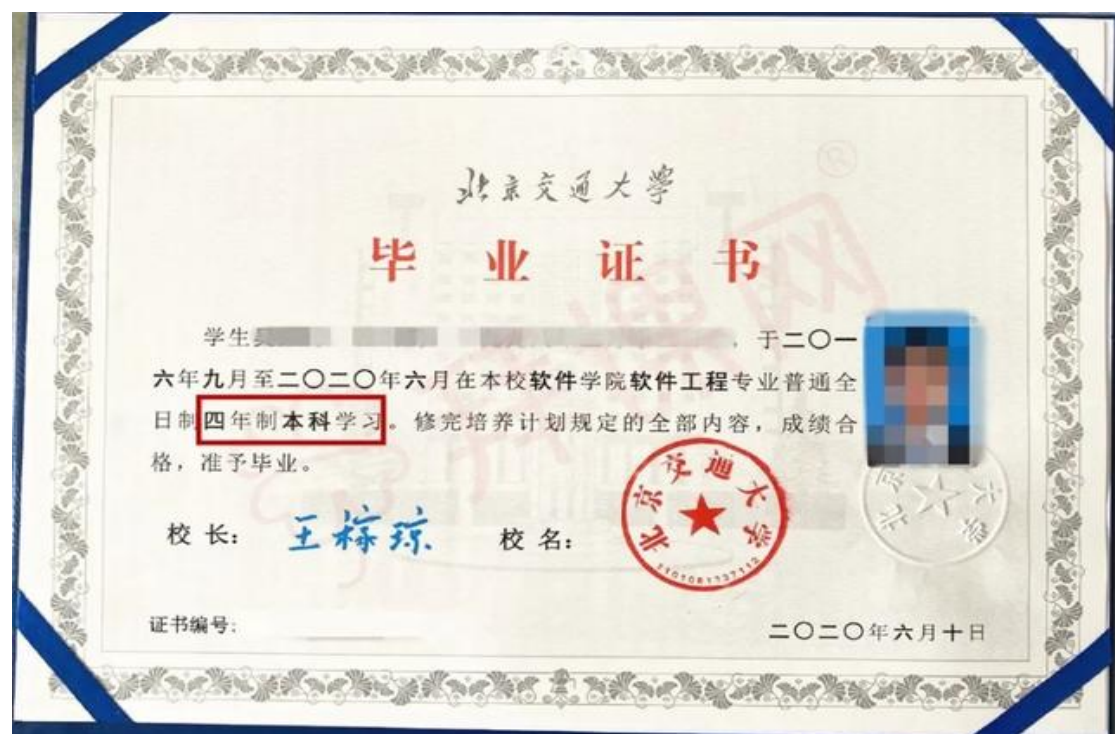 北京交通大學
毕业证书
学生吴 , 于二〇一
六年九月至二〇二〇年六月在本校软件学院软件工程专业普通全
日制四年制本科学习。修完培养计划规定的全部内容，成绩合
格，准予毕业。
校长： 王稼琼 校名：
北京交通大学
1101081737112
证书编号：
二〇二〇年六月十日